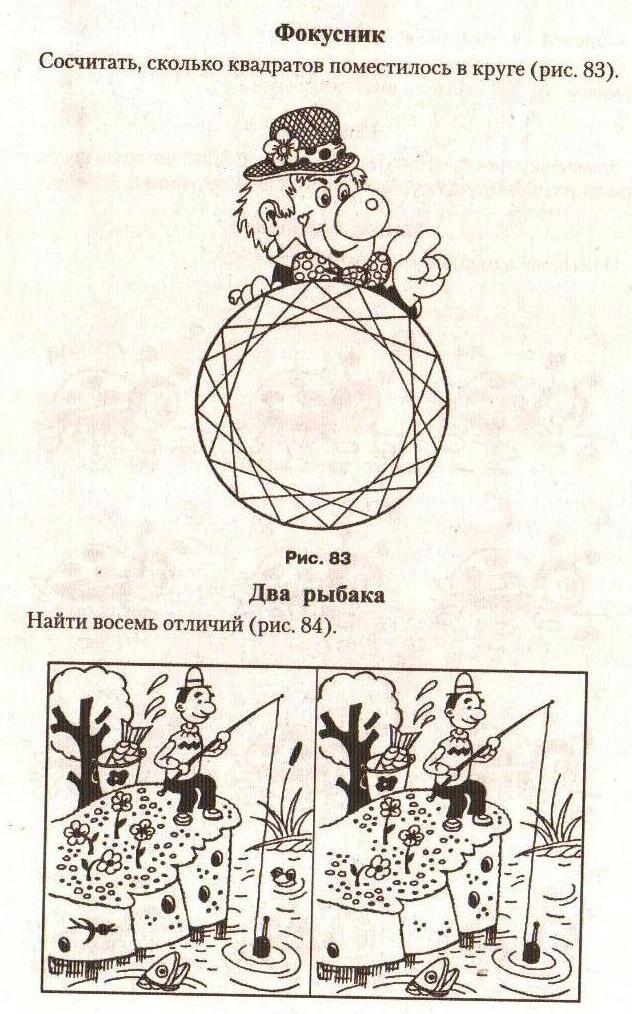 Фокусник
Сосчитать, сколько квадратов поместилось в круге (рис. 83).
Рис. 83
Два рыбака
Найти восемь отличий (рис. 84).